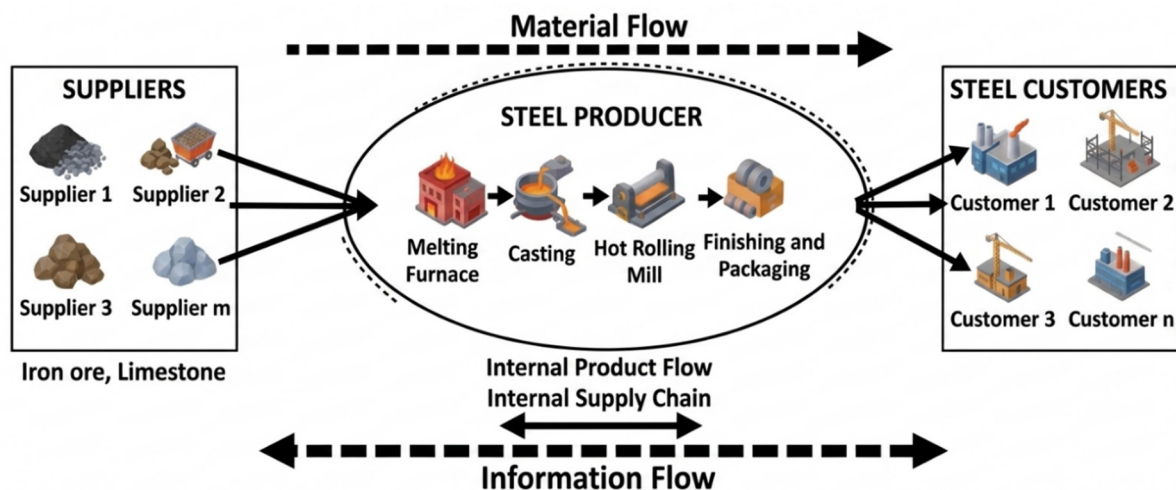 Material Flow
SUPPLIERS
Supplier 1
Supplier 2
Supplier 3
Supplier m
Iron ore, Limestone
STEEL PRODUCER
Melting
Furnace
Casting
Hot Rolling
Mill
Finishing and
Packaging
Internal Product Flow
Internal Supply Chain
STEEL CUSTOMERS
Customer 1
Customer 2
Customer 3
Customer n
Information Flow